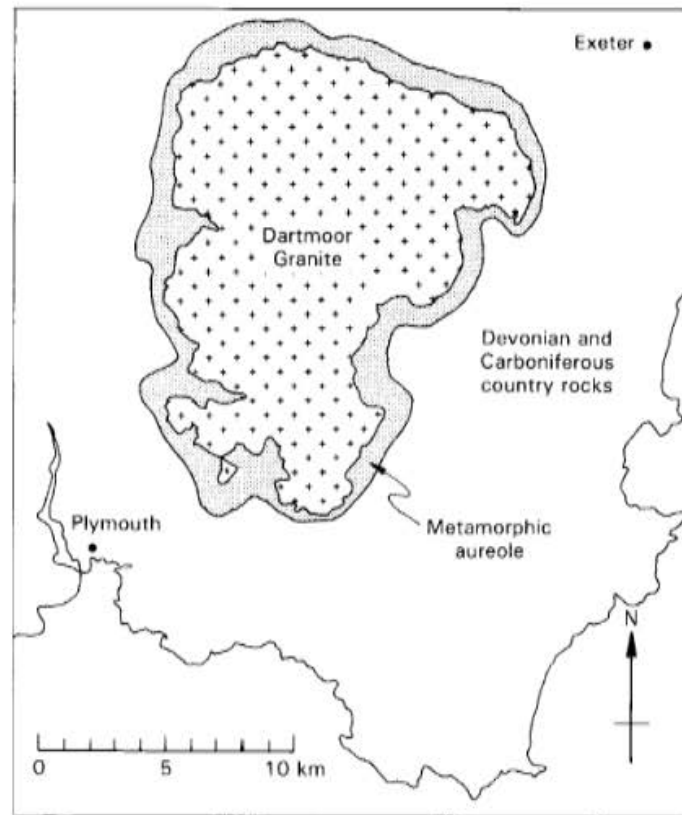 Exeter
Dartmoor
Granite
Devonian and
Carboniferous
country rocks
Plymouth
Metamorphic
aureole
N
0 5 10 km